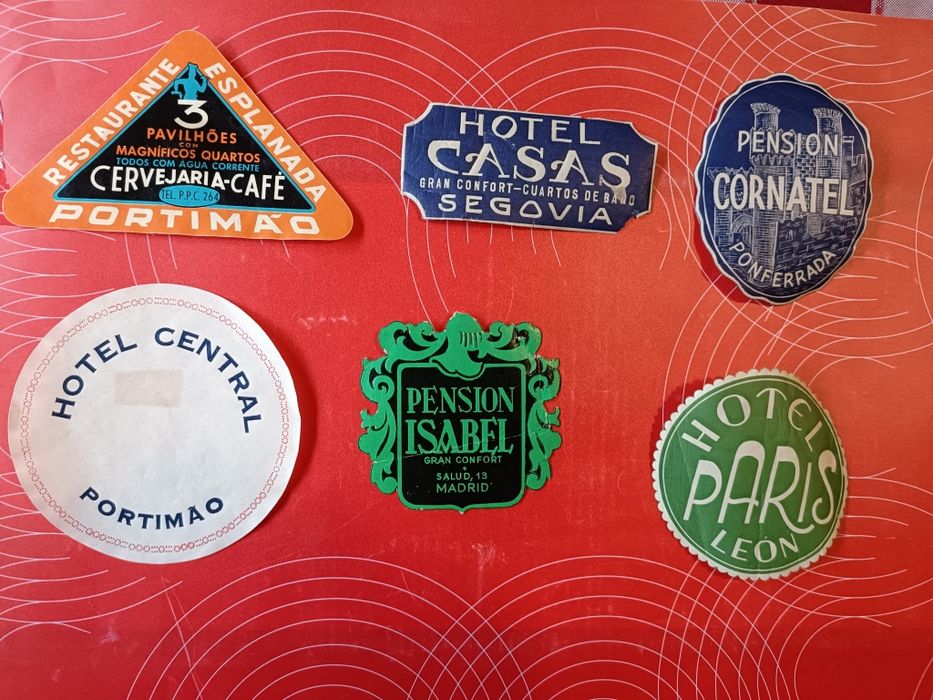 RESTAURANTE ESPLANADA
3
PAVILHÕES
COM
MAGNÍFICOS QUARTOS
TODOS COM ÁGUA CORRENTE
CERVEJARIA-CAFÉ
TEL. P.P.C. 264
PORTIMÃO
HOTEL
CASAS
GRAN CONFORT-CUARTOS DE BAÑO
SEGOVIA
PENSION
CORNATEL
PONFERRADA
HOTEL CENTRAL
PORTIMÃO
PENSION
ISABEL
GRAN CONFORT
SALUD, 13
MADRID
HOTEL
PARIS
LEÓN